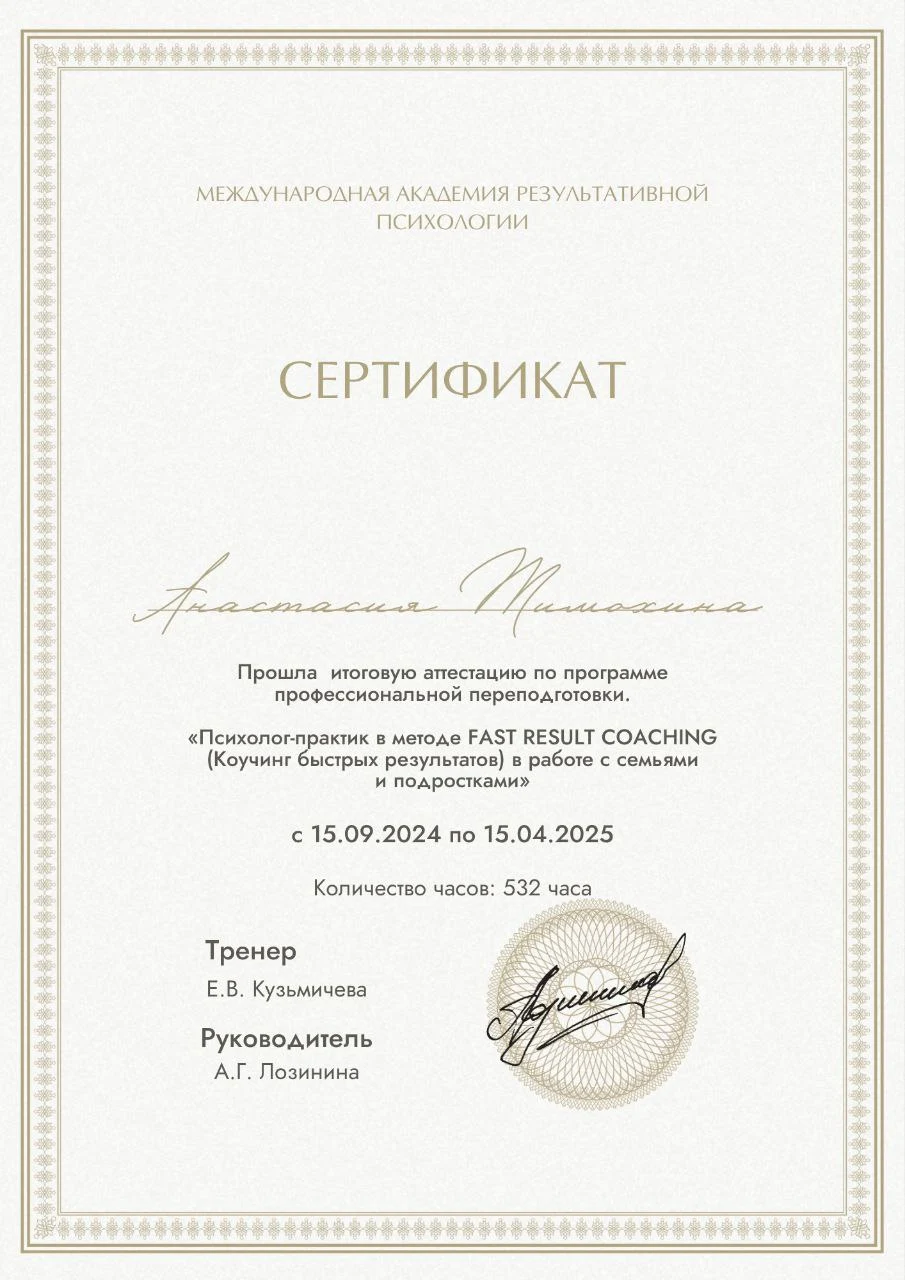 МЕЖДУНАРОДНАЯ АКАДЕМИЯ РЕЗУЛЬТАТИВНОЙ
ПСИХОЛОГИИ
СЕРТИФИКАТ
Анастасия Тимохина
Прошла итоговую аттестацию по программе
профессиональной переподготовки.
«Психолог-практик в методе FAST RESULT COACHING
(Коучинг быстрых результатов) в работе с семьями
и подростками»
с 15.09.2024 по 15.04.2025
Количество часов: 532 часа
Тренер
Е.В. Кузьмичева
Руководитель
А.Г. Лозинина